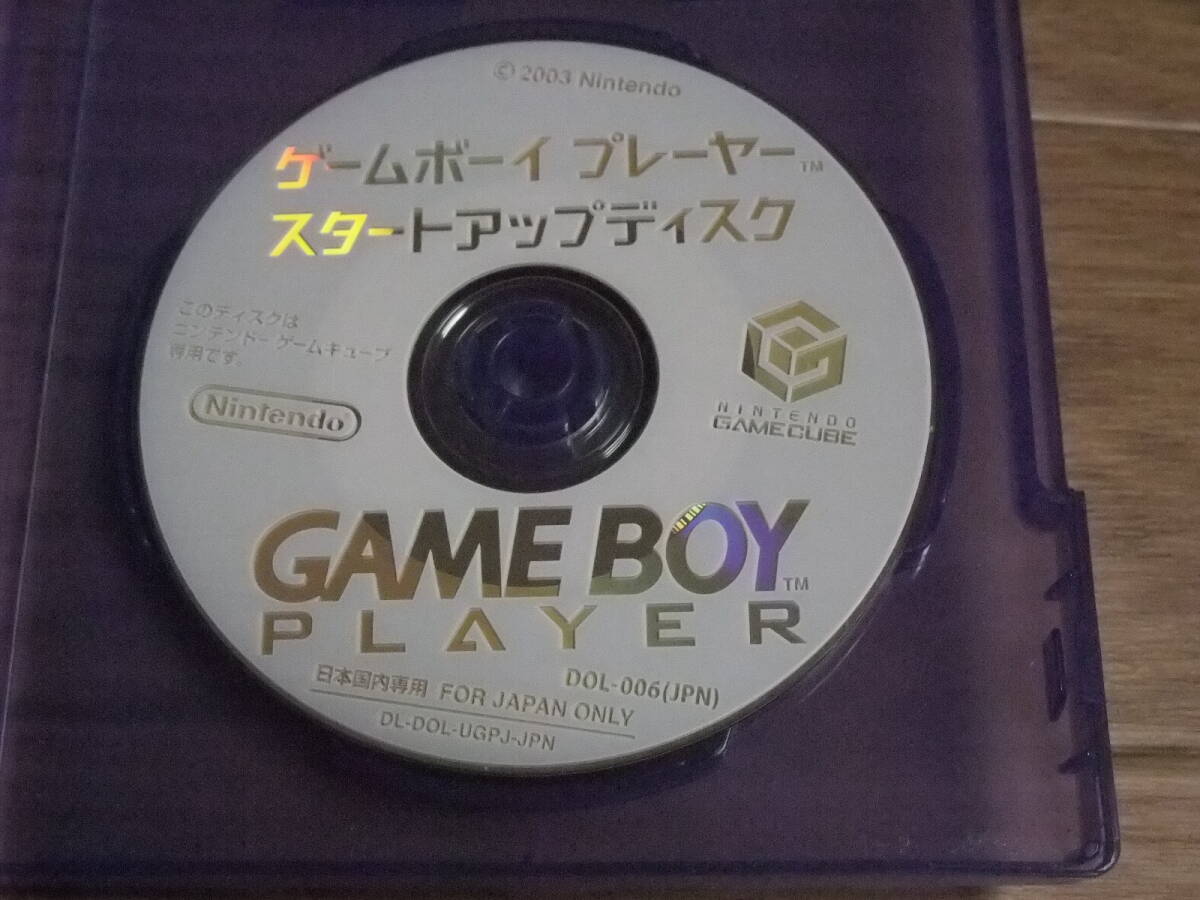 © 2003 Nintendo
ゲームボーイ プレーヤー™
スタートアップディスク
このディスクは
ニンテンドー ゲームキューブ
専用です。
Nintendo®
NINTENDO
GAMECUBE
GAME BOY™
PLAYER
DOL-006(JPN)
日本国内専用 FOR JAPAN ONLY
DL-DOL-UGPJ-JPN